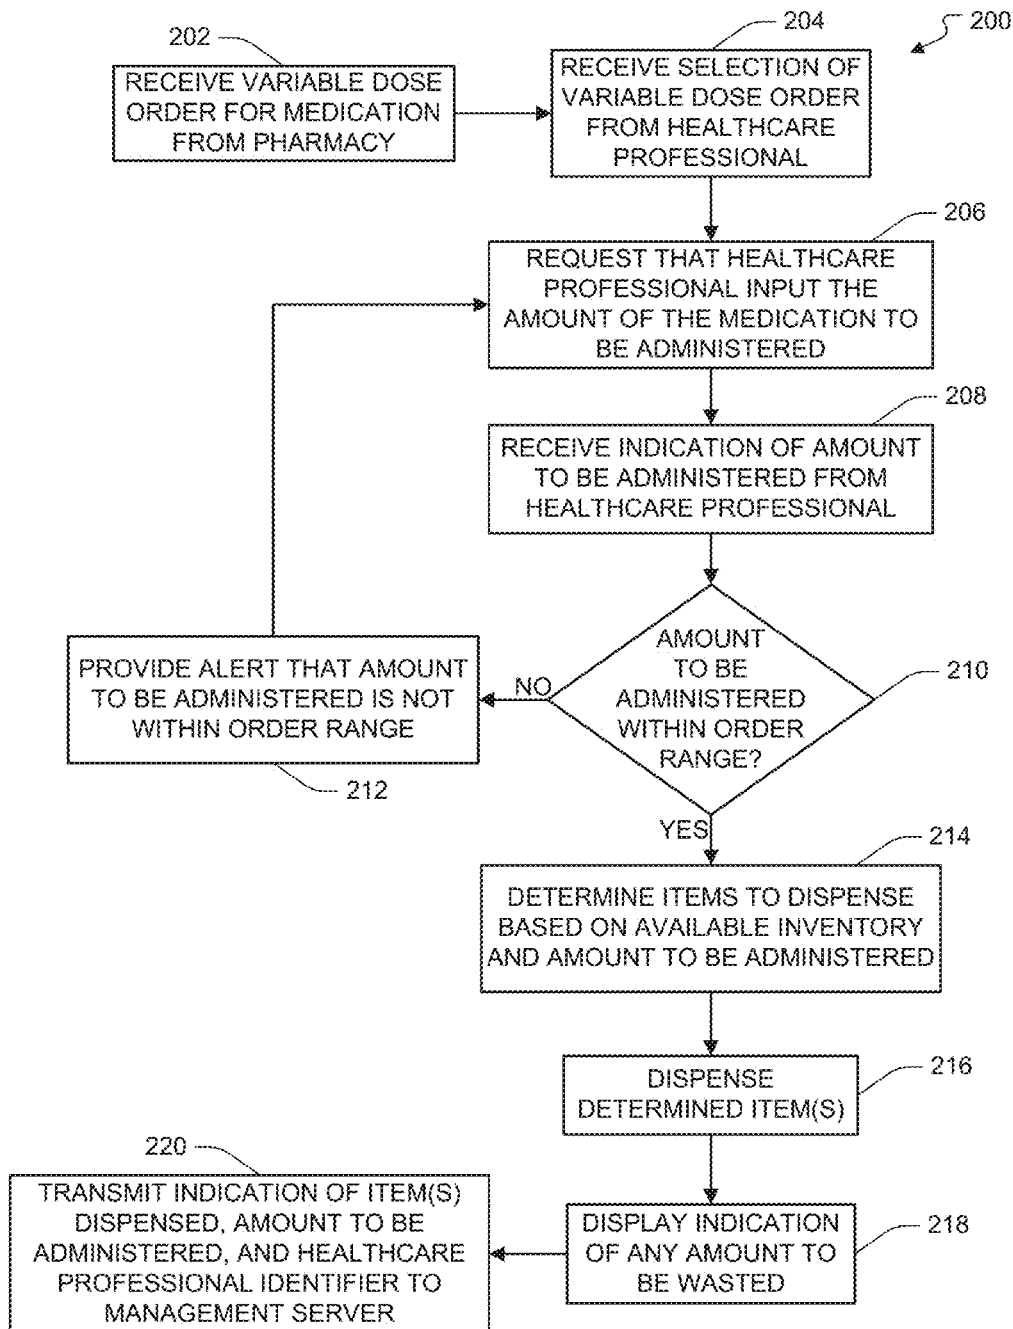 200
202
RECEIVE VARIABLE DOSE
ORDER FOR MEDICATION
FROM PHARMACY
204
RECEIVE SELECTION OF
VARIABLE DOSE ORDER
FROM HEALTHCARE
PROFESSIONAL
206
REQUEST THAT HEALTHCARE
PROFESSIONAL INPUT THE
AMOUNT OF THE MEDICATION TO
BE ADMINISTERED
208
RECEIVE INDICATION OF AMOUNT
TO BE ADMINISTERED FROM
HEALTHCARE PROFESSIONAL
AMOUNT
TO BE
ADMINISTERED
WITHIN ORDER
RANGE?
210
NO
PROVIDE ALERT THAT AMOUNT
TO BE ADMINISTERED IS NOT
WITHIN ORDER RANGE
212
YES
214
DETERMINE ITEMS TO DISPENSE
BASED ON AVAILABLE INVENTORY
AND AMOUNT TO BE ADMINISTERED
216
DISPENSE
DETERMINED ITEM(S)
218
DISPLAY INDICATION
OF ANY AMOUNT TO
BE WASTED
220
TRANSMIT INDICATION OF ITEM(S)
DISPENSED, AMOUNT TO BE
ADMINISTERED, AND HEALTHCARE
PROFESSIONAL IDENTIFIER TO
MANAGEMENT SERVER